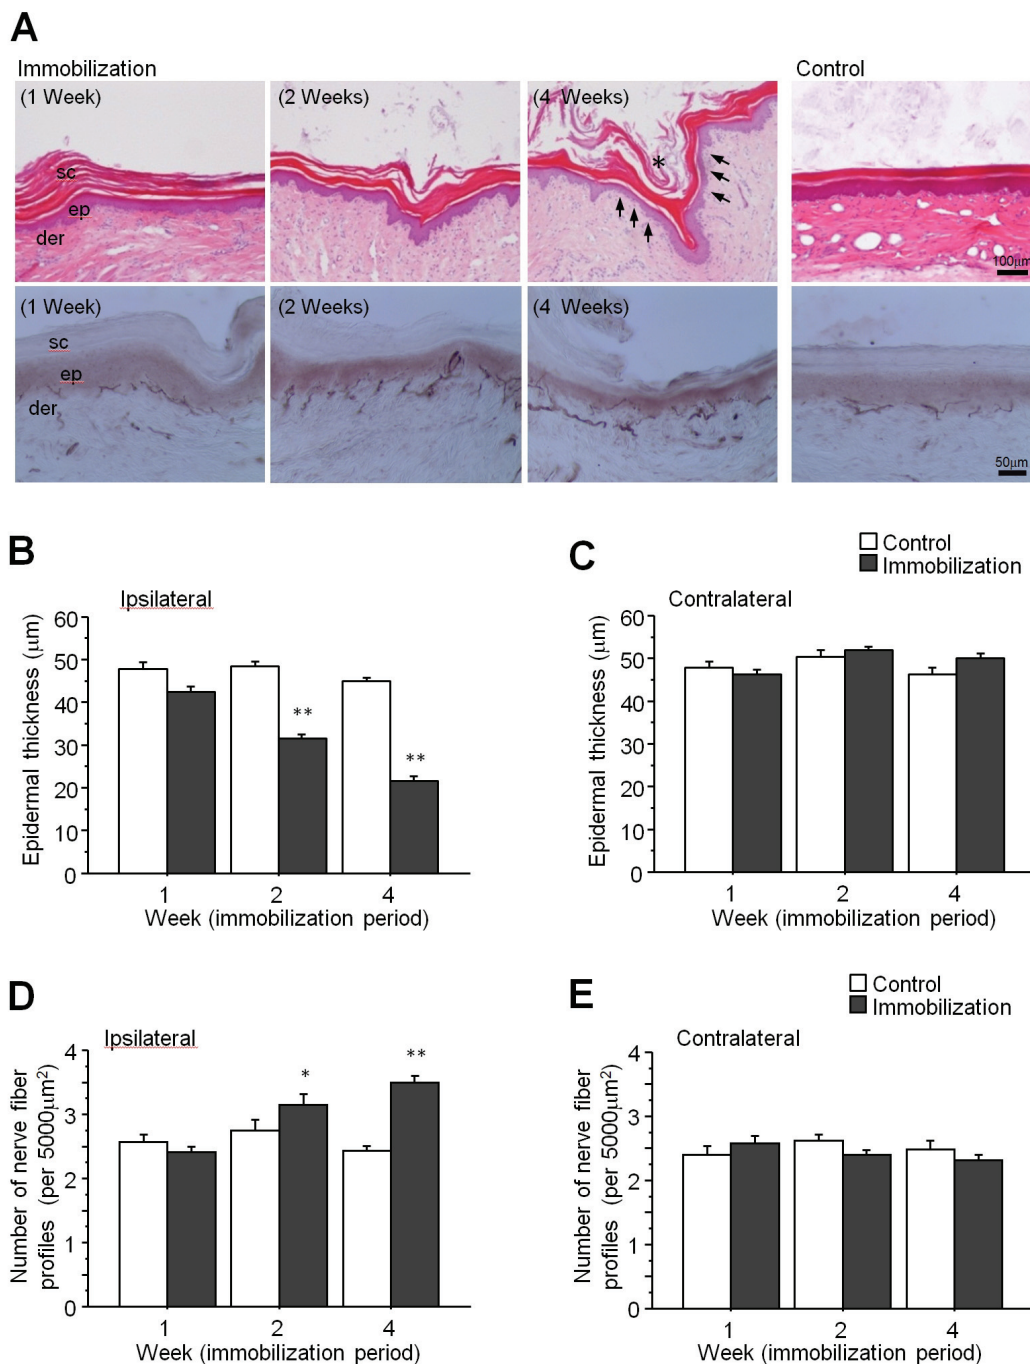 A
Immobilization
Control
(1 Week)
(2 Weeks)
(4 Weeks)
sc
ep
der
*
100μm
(1 Week)
(2 Weeks)
(4 Weeks)
sc
ep
der
50μm
B
Ipsilateral
Epidermal thickness (μm)
60
50
40
30
20
10
0
**
**
1 2 4
Week (immobilization period)
C
Control
Immobilization
Contralateral
Epidermal thickness (μm)
60
50
40
30
20
10
0
1 2 4
Week (immobilization period)
D
Ipsilateral
Number of nerve fiber
profiles (per 5000μm²)
4
3
2
1
0
*
**
1 2 4
Week (immobilization period)
E
Control
Immobilization
Contralateral
Number of nerve fiber
profiles (per 5000μm²)
4
3
2
1
0
1 2 4
Week (immobilization period)